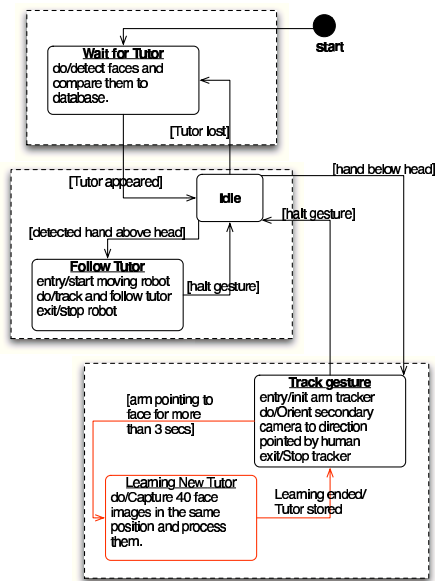 start
Wait for Tutor
do/detect faces and
compare them to
database.
[Tutor lost]
[hand below head]
[Tutor appeared]
Idle
[halt gesture]
[detected hand above head]
Follow Tutor
entry/start moving robot
do/track and follow tutor
exit/stop robot
[halt gesture]
Track gesture
entry/init arm tracker
do/Orient secondary
camera to direction
pointed by human
exit/Stop tracker
[arm pointing to
face for more
than 3 secs]
Learning New Tutor
do/Capture 40 face
images in the same
position and process
them.
Learning ended/
Tutor stored